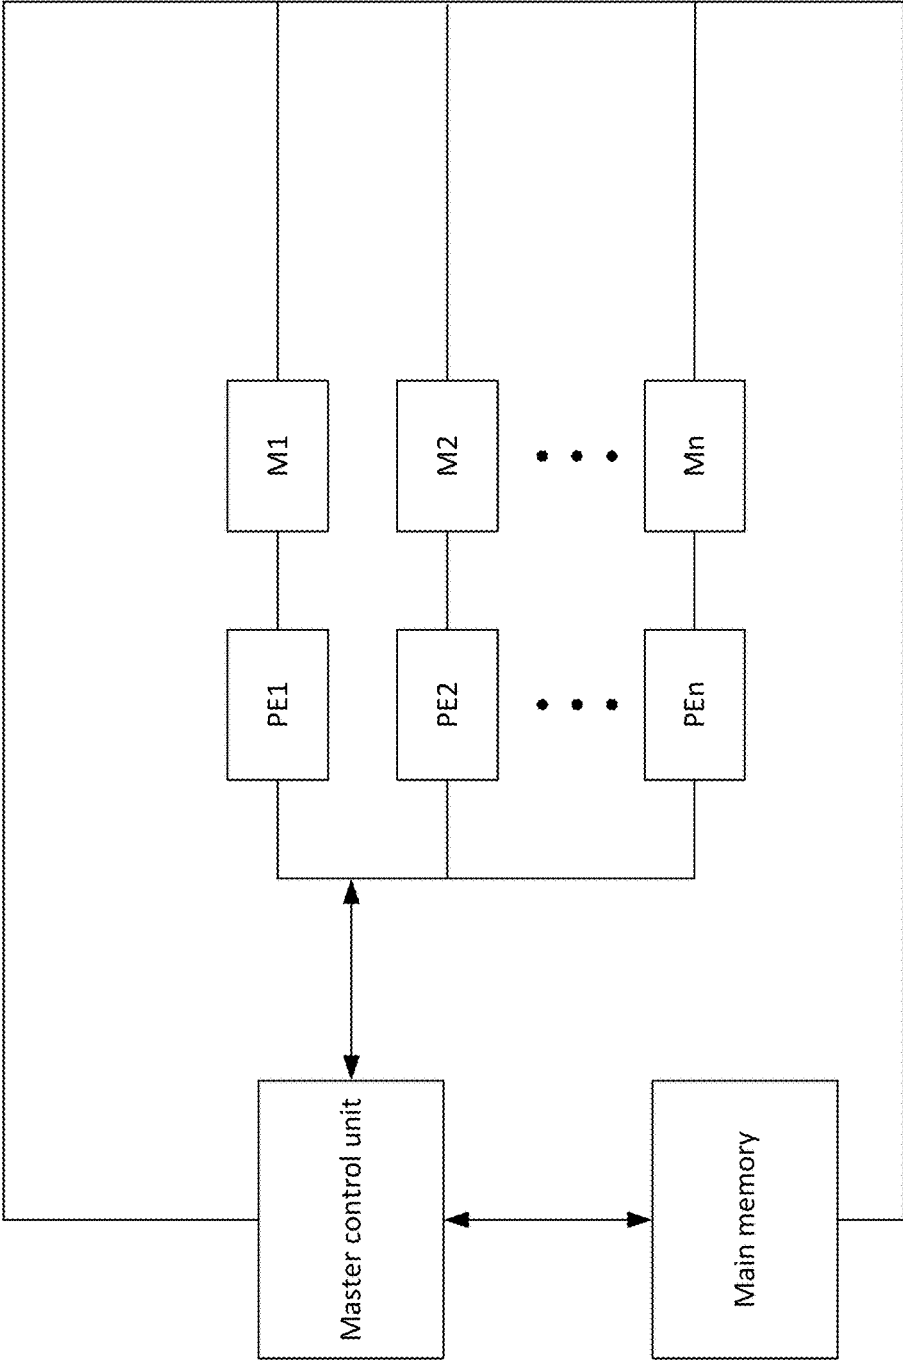 Master control unit
Main memory
PE1
PE2
PEn
M1
M2
Mn